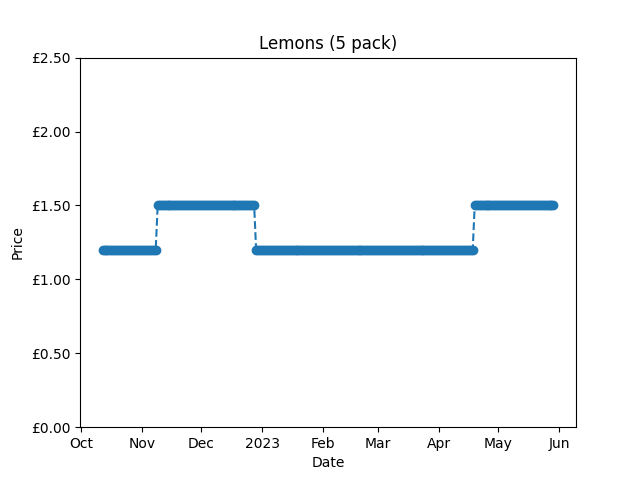 Lemons (5 pack)
£2.50
£2.00
£1.50
£1.00
£0.50
£0.00
Price
Oct Nov Dec 2023 Feb Mar Apr May Jun
Date